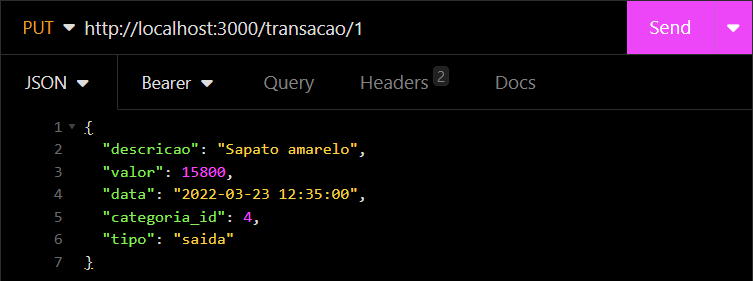 PUT http://localhost:3000/transacao/1 Send
JSON Bearer Query Headers 2 Docs
1 {
2 "descricao": "Sapato amarelo",
3 "valor": 15800,
4 "data": "2022-03-23 12:35:00",
5 "categoria_id": 4,
6 "tipo": "saida"
7 }